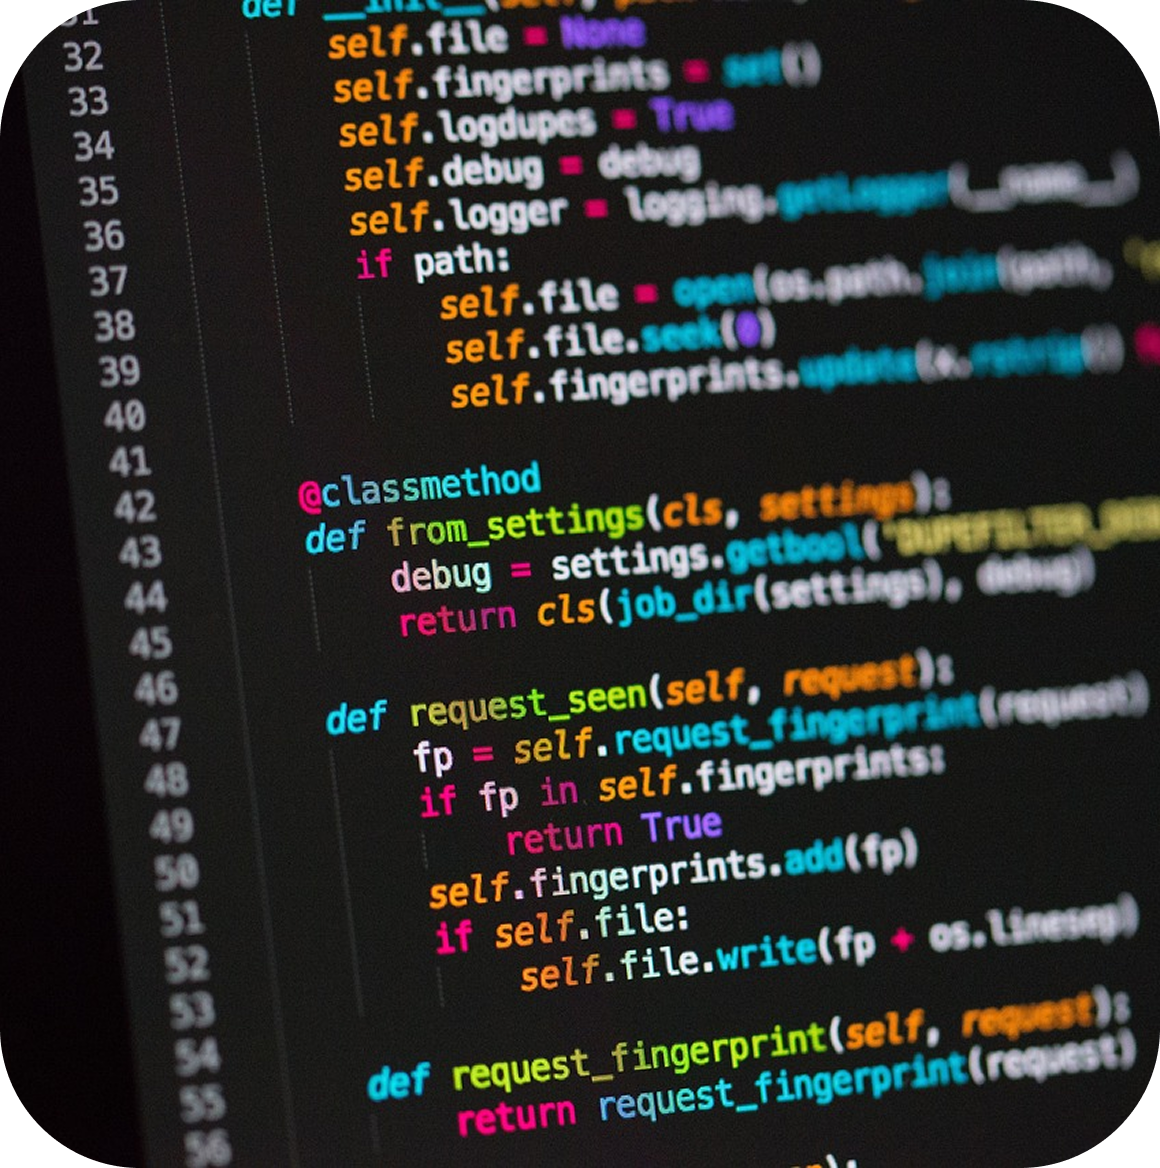 31 def __init__(self,
32 self.file = None
33 self.fingerprints = set()
34 self.logdupes = True
35 self.debug = debug
36 self.logger = logging.getLogger(__name__)
37 if path:
38 self.file = open(os.path.join(path,
39 self.file.seek(0)
40 self.fingerprints.update(x.rstrip()
41
42 @classmethod
43 def from_settings(cls, settings):
44 debug = settings.getbool('DUPEFILTER_DEB
45 return cls(job_dir(settings), debug)
46
47 def request_seen(self, request):
48 fp = self.request_fingerprint(request)
49 if fp in self.fingerprints:
50 return True
51 self.fingerprints.add(fp)
52 if self.file:
53 self.file.write(fp + os.linesep)
54
55 def request_fingerprint(self, request):
56 return request_fingerprint(request)